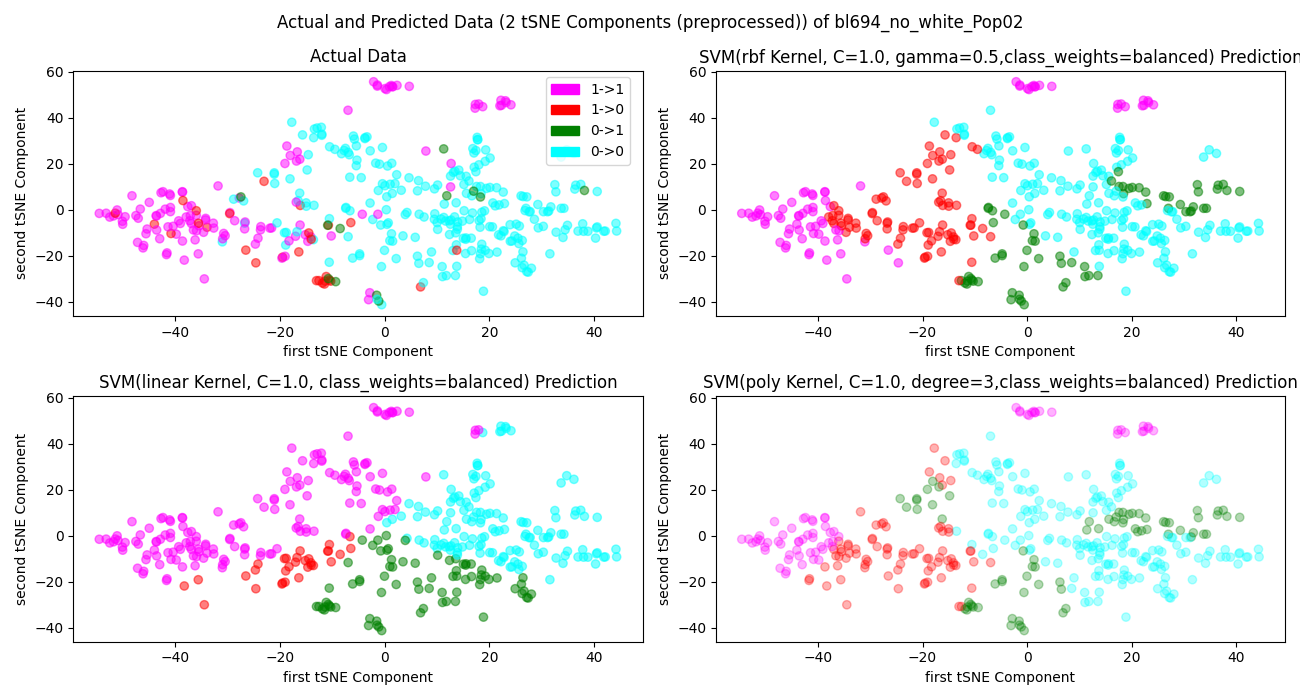 Actual and Predicted Data (2 tSNE Components (preprocessed)) of bl694_no_white_Pop02
Actual Data
60
40
20
0
−20
−40
second tSNE Component
−40 −20 0 20 40
first tSNE Component
1->1
1->0
0->1
0->0
SVM(rbf Kernel, C=1.0, gamma=0.5,class_weights=balanced) Prediction
60
40
20
0
−20
−40
second tSNE Component
−40 −20 0 20 40
first tSNE Component
SVM(linear Kernel, C=1.0, class_weights=balanced) Prediction
60
40
20
0
−20
−40
second tSNE Component
−40 −20 0 20 40
first tSNE Component
SVM(poly Kernel, C=1.0, degree=3,class_weights=balanced) Prediction
60
40
20
0
−20
−40
second tSNE Component
−40 −20 0 20 40
first tSNE Component